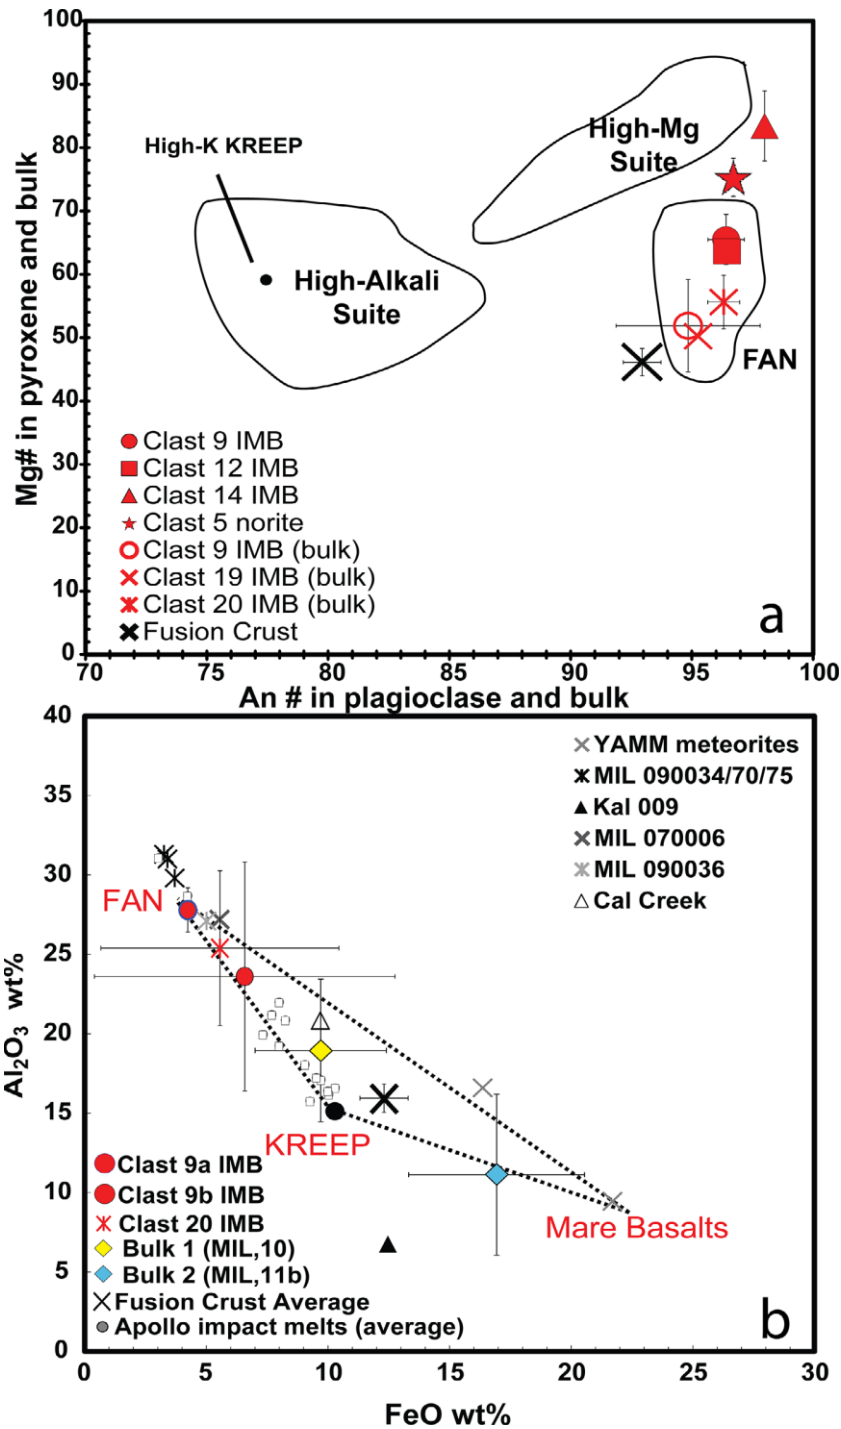 100
90
80
70
60
50
40
30
20
10
0
Mg# in pyroxene and bulk
High-K KREEP
High-Mg
Suite
High-Alkali
Suite
FAN
Clast 9 IMB
Clast 12 IMB
Clast 14 IMB
Clast 5 norite
Clast 9 IMB (bulk)
Clast 19 IMB (bulk)
Clast 20 IMB (bulk)
Fusion Crust
a
70 75 80 85 90 95 100
An # in plagioclase and bulk
40
35
30
25
20
15
10
5
0
Al2O3 wt%
YAMM meteorites
MIL 090034/70/75
Kal 009
MIL 070006
MIL 090036
Cal Creek
FAN
KREEP
Mare Basalts
Clast 9a IMB
Clast 9b IMB
Clast 20 IMB
Bulk 1 (MIL,10)
Bulk 2 (MIL,11b)
Fusion Crust Average
Apollo impact melts (average)
b
0 5 10 15 20 25 30
FeO wt%